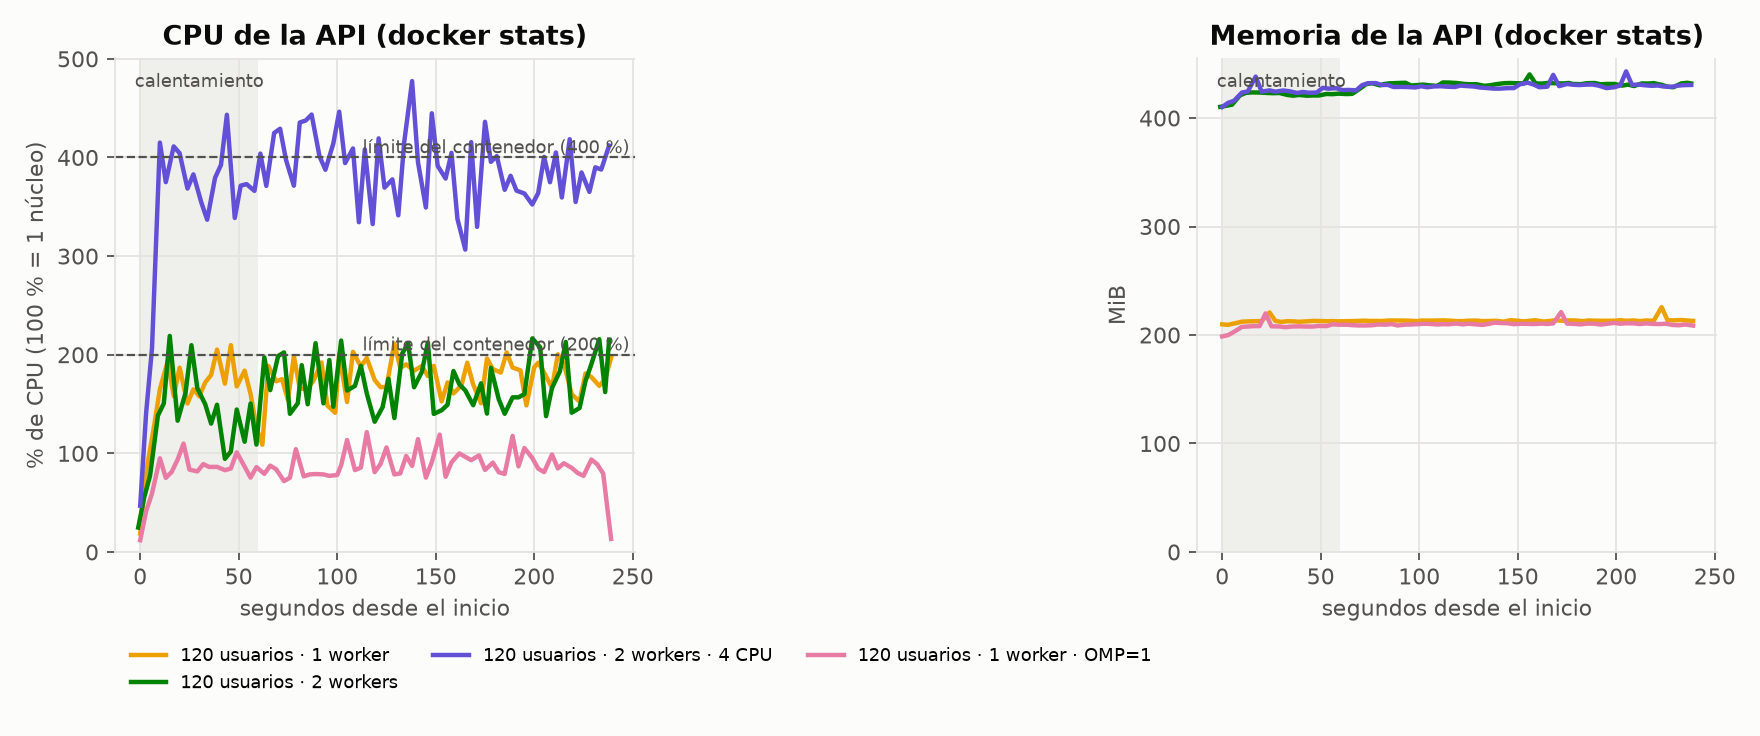 CPU de la API (docker stats)
500
400
300
200
100
0
% de CPU (100 % = 1 núcleo)
calentamiento
límite del contenedor (400 %)
límite del contenedor (200 %)
0 50 100 150 200 250
segundos desde el inicio
Memoria de la API (docker stats)
400
300
200
100
0
MiB
calentamiento
0 50 100 150 200 250
segundos desde el inicio
120 usuarios · 1 worker
120 usuarios · 2 workers
120 usuarios · 2 workers · 4 CPU
120 usuarios · 1 worker · OMP=1